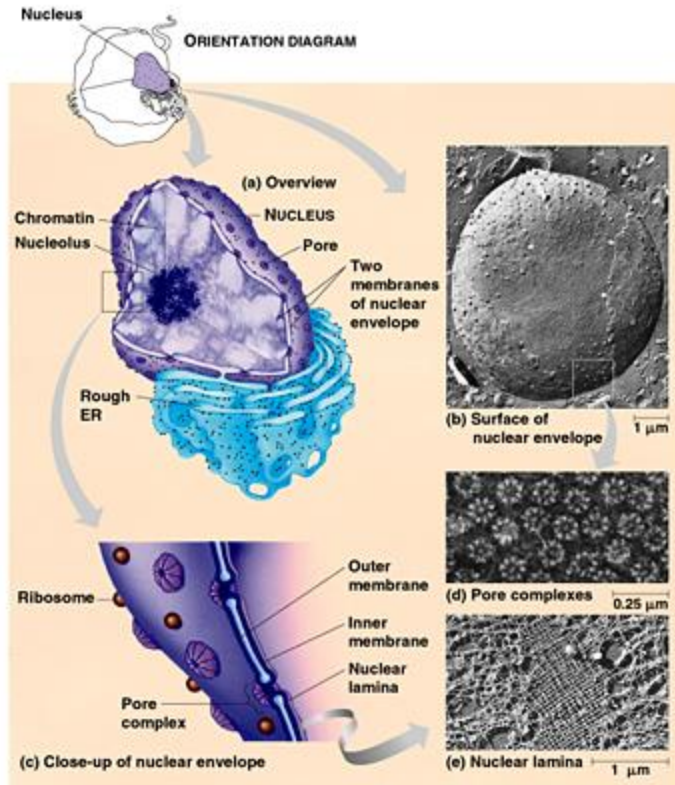 Nucleus
ORIENTATION DIAGRAM
(a) Overview
Chromatin
NUCLEUS
Nucleolus
Pore
Two
membranes
of nuclear
envelope
Rough
ER
(b) Surface of
nuclear envelope
1 μm
Ribosome
Outer
membrane
Inner
membrane
Nuclear
lamina
Pore
complex
(c) Close-up of nuclear envelope
(d) Pore complexes
0.25 μm
(e) Nuclear lamina
1 μm